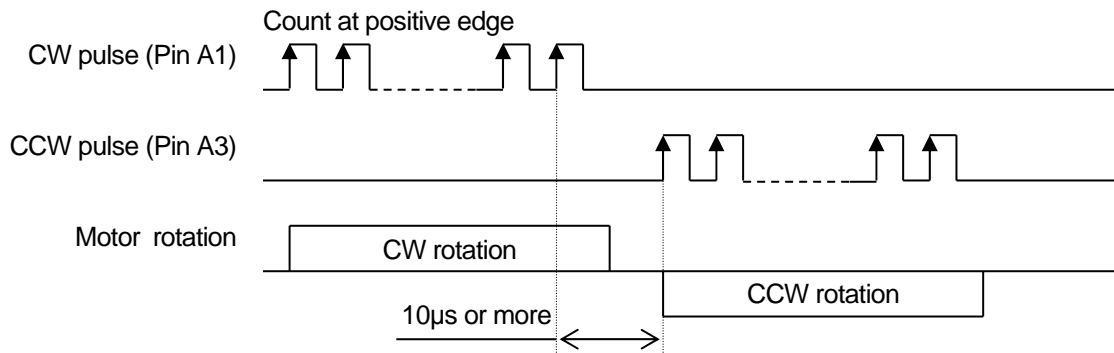 Count at positive edge
CW pulse (Pin A1)
CCW pulse (Pin A3)
Motor rotation
CW rotation
CCW rotation
10μs or more